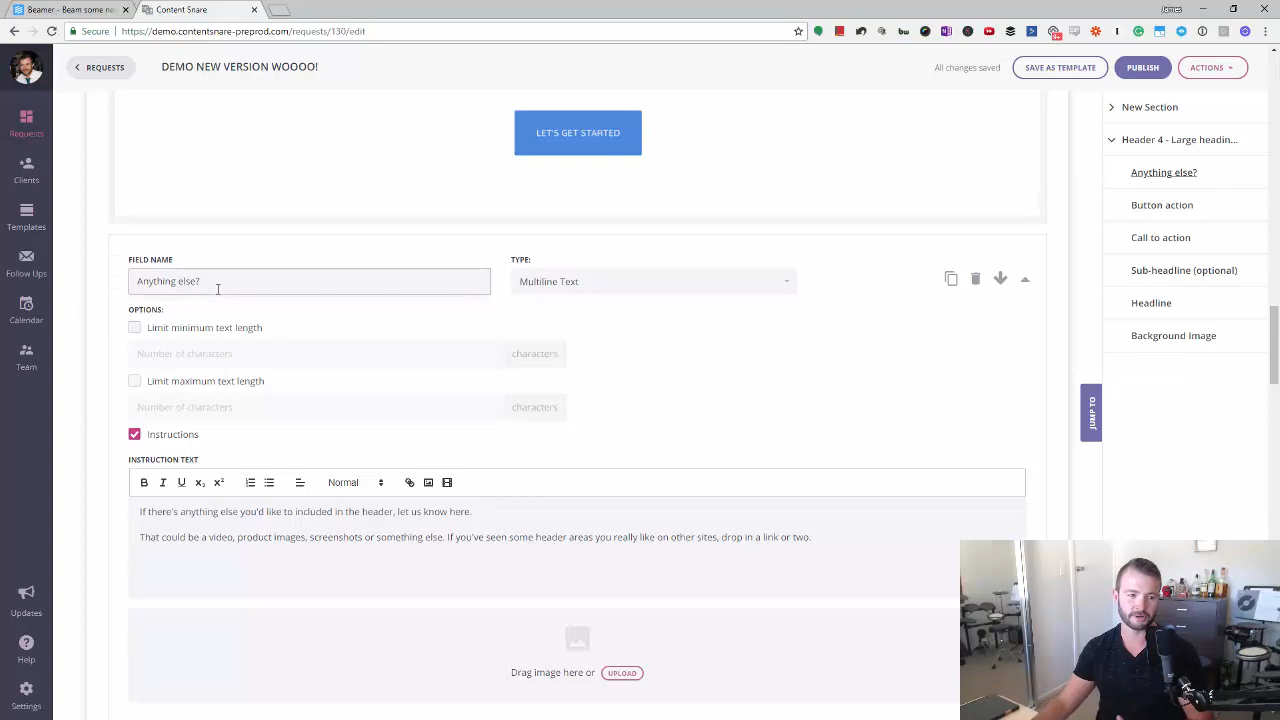 Beamer - Beam some new
Content Snare
James
Secure
https://demo.contentsnare-preprod.com/requests/130/edit
REQUESTS
DEMO NEW VERSION WOOOO!
All changes saved
SAVE AS TEMPLATE
PUBLISH
ACTIONS
Requests
Clients
Templates
Follow Ups
Calendar
Team
Updates
Help
Settings
LET'S GET STARTED
FIELD NAME
TYPE:
Anything else?
Multiline Text
OPTIONS:
Limit minimum text length
Number of characters
characters
Limit maximum text length
Number of characters
characters
Instructions
INSTRUCTION TEXT
B I U X₂ X² Normal
If there's anything else you'd like to included in the header, let us know here.
That could be a video, product images, screenshots or something else. If you've seen some header areas you really like on other sites, drop in a link or two.
Drag image here or UPLOAD
New Section
Header 4 - Large headin...
Anything else?
Button action
Call to action
Sub-headline (optional)
Headline
Background Image
JUMP TO